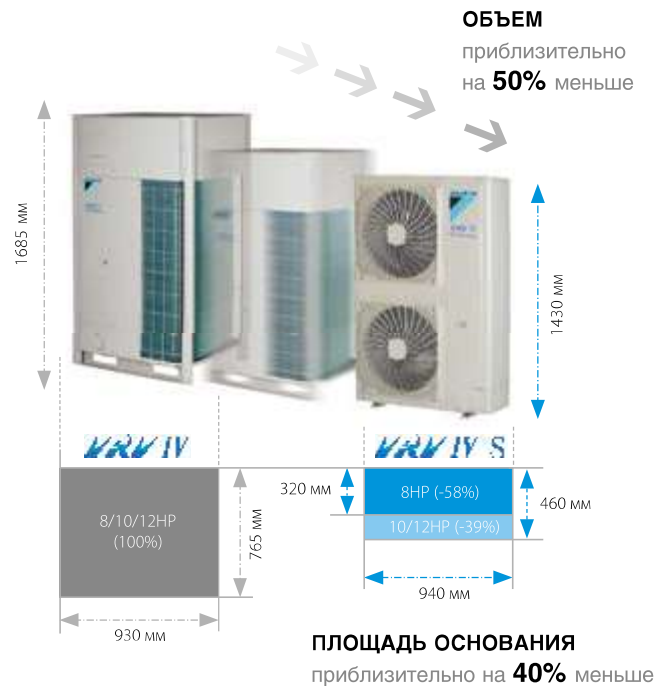 ОБЪЕМ
приблизительно
на 50% меньше
1685 мм
1430 мм
VRV IV
VRV IV S
320 мм
8HP (-58%)
460 мм
10/12HP (-39%)
8/10/12HP
(100%)
765 мм
940 мм
930 мм
ПЛОЩАДЬ ОСНОВАНИЯ
приблизительно на 40% меньше